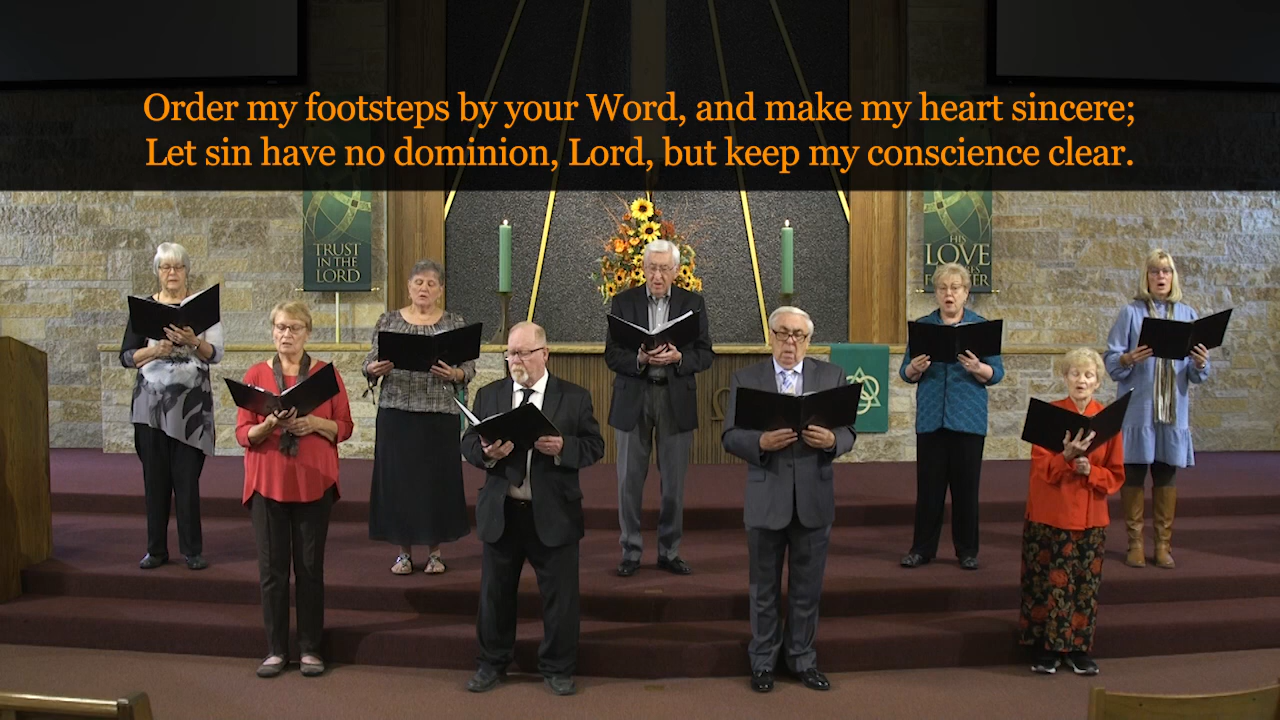 Order my footsteps by your Word, and make my heart sincere;
Let sin have no dominion, Lord, but keep my conscience clear.
TRUST
IN THE
LORD
HIS
LOVE